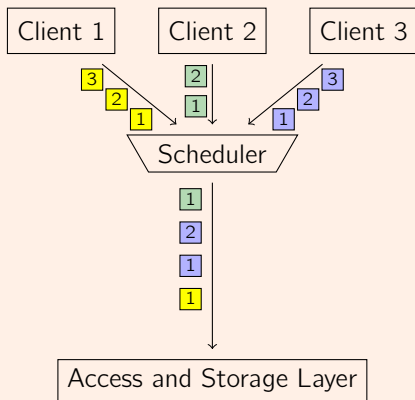 Client 1 Client 2 Client 3
3 2 3
2 1 2
1 1
Scheduler
1
2
1
1
Access and Storage Layer